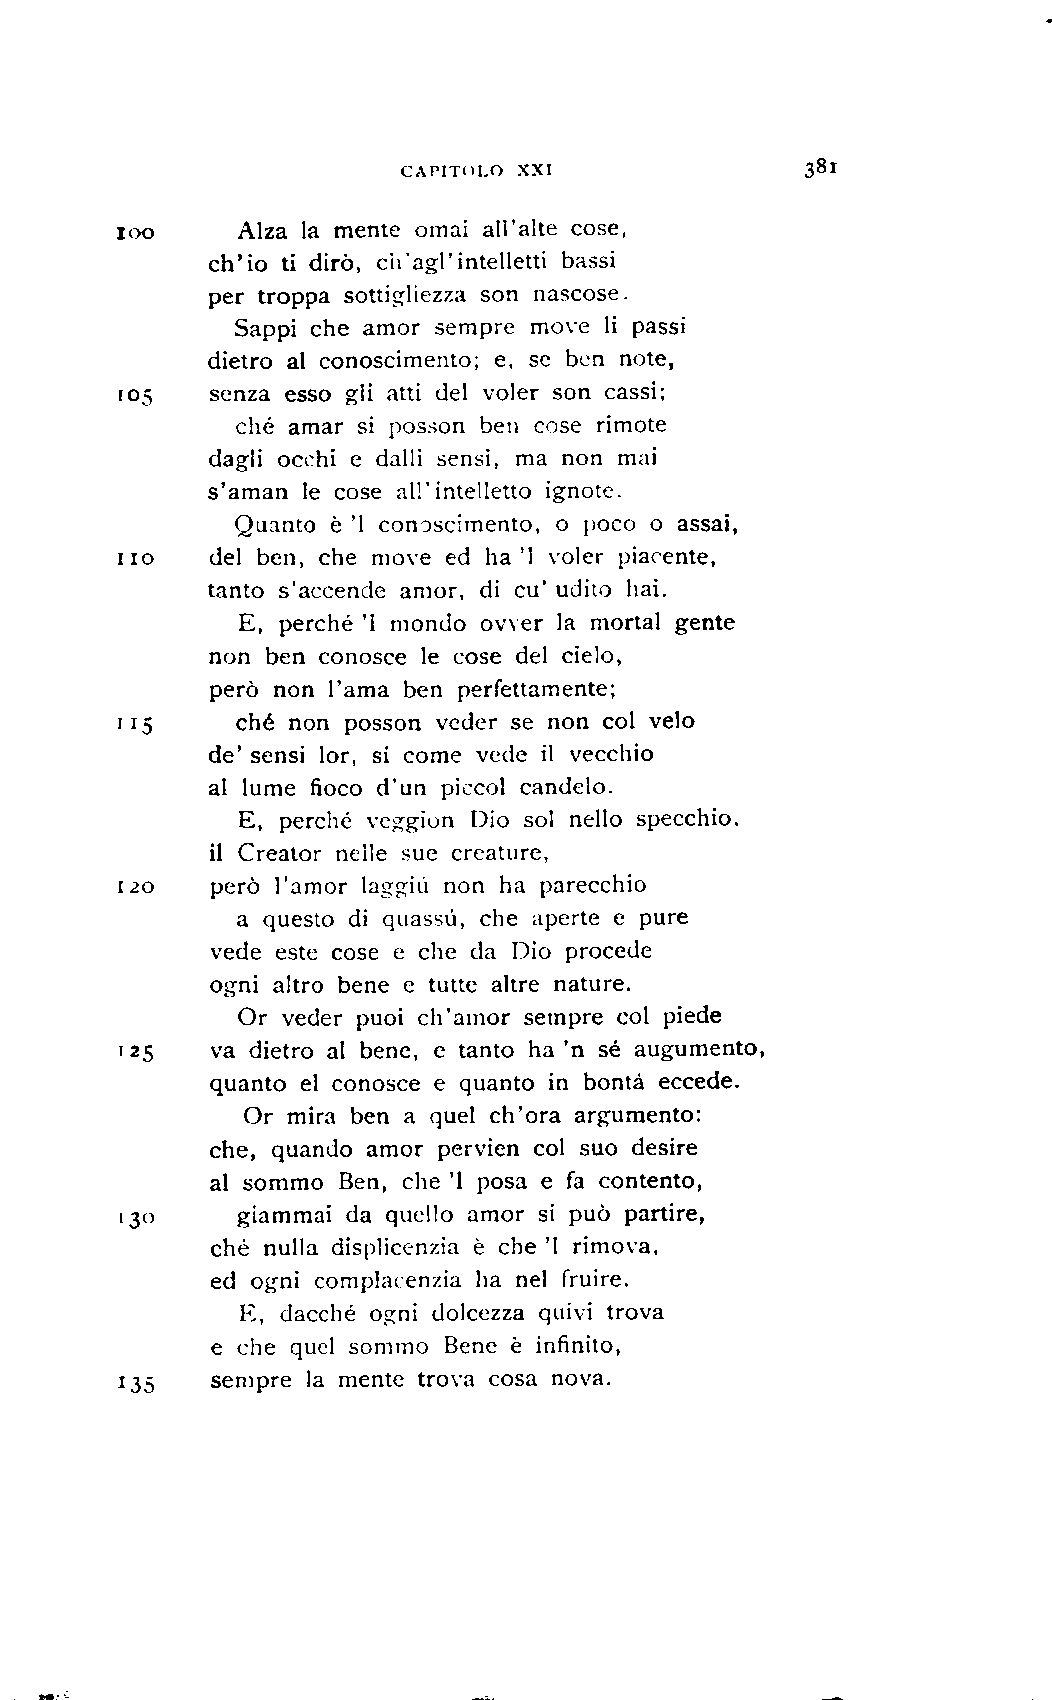 CAPITOLO XXI 381
100 Alza la mente omai all'alte cose,
ch'io ti dirò, ch'agl'intelletti bassi
per troppa sottigliezza son nascose.
Sappi che amor sempre move li passi
dietro al conoscimento; e, se ben note,
105 senza esso gli atti del voler son cassi;
ché amar si posson ben cose rimote
dagli occhi e dalli sensi, ma non mai
s'aman le cose all'intelletto ignote.
Quanto è 'l conoscimento, o poco o assai,
110 del ben, che move ed ha 'l voler piacente,
tanto s'accende amor, di cu' udito hai.
E, perché 'l mondo ovver la mortal gente
non ben conosce le cose del cielo,
però non l'ama ben perfettamente;
115 ché non posson veder se non col velo
de' sensi lor, sí come vede il vecchio
al lume fioco d'un piccol candelo.
E, perché veggion Dio sol nello specchio,
il Creator nelle sue creature,
120 però l'amor laggiú non ha parecchio
a questo di quassú, che aperte e pure
vede este cose e che da Dio procede
ogni altro bene e tutte altre nature.
Or veder puoi ch'amor sempre col piede
125 va dietro al bene, e tanto ha 'n sé augumento,
quanto el conosce e quanto in bontá eccede.
Or mira ben a quel ch'ora argumento:
che, quando amor pervien col suo desire
al sommo Ben, che 'l posa e fa contento,
130 giammai da quello amor si può partire,
ché nulla displicenzia è che 'l rimova,
ed ogni complacenzia ha nel fruire.
E, dacché ogni dolcezza quivi trova
e che quel sommo Bene è infinito,
135 sempre la mente trova cosa nova.